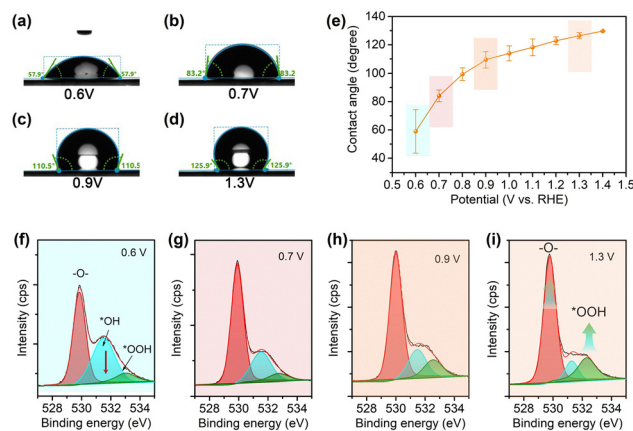 (a)
57.9°
57.9°
0.6V
(b)
83.2°
83.2
0.7V
(c)
110.5°
110.5
0.9V
(d)
125.9°
125.9°
1.3V
(e)
Contact angle (degree)
140
120
100
80
60
40
0.5 0.6 0.7 0.8 0.9 1.0 1.1 1.2 1.3 1.4 1.5
Potential (V vs. RHE)
(f)
0.6 V
-O-
*OH
*OOH
Intensity (cps)
528 530 532 534
Binding energy (eV)
(g)
0.7 V
Intensity (cps)
528 530 532 534
Binding energy (eV)
(h)
0.9 V
Intensity (cps)
528 530 532 534
Binding energy (eV)
(i)
-O-
1.3 V
*OOH
Intensity (cps)
528 530 532 534
Binding energy (eV)